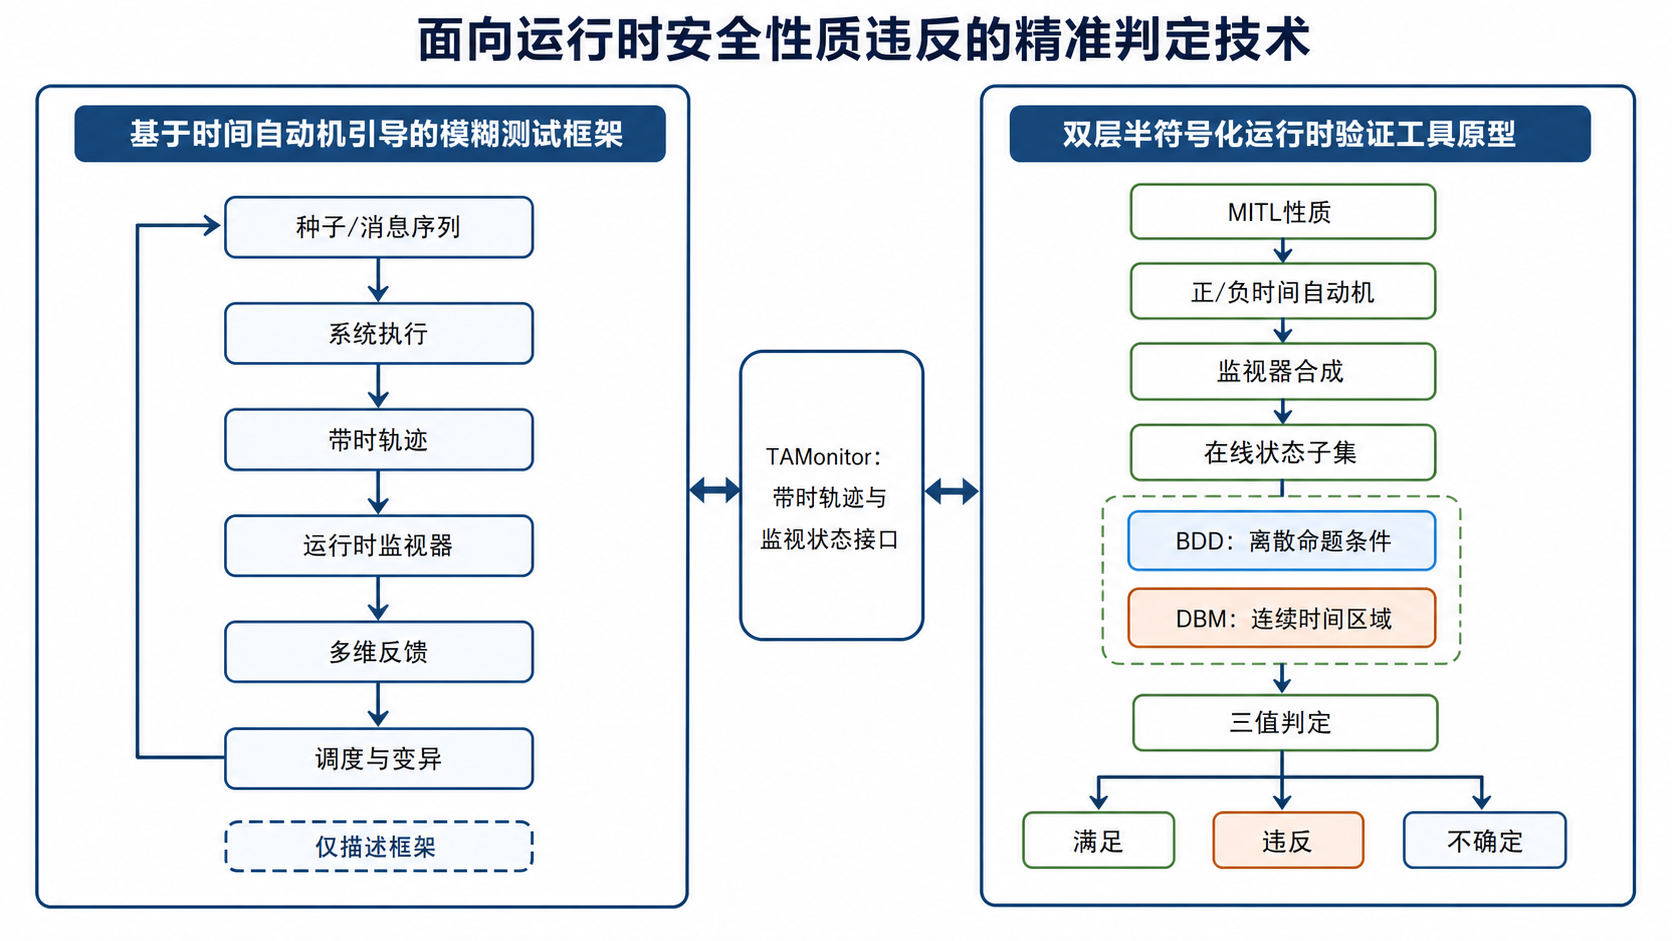 面向运行时安全性质违反的精准判定技术
基于时间自动机引导的模糊测试框架
种子/消息序列
系统执行
带时轨迹
运行时监视器
多维反馈
调度与变异
仅描述框架
TAMonitor：
带时轨迹与
监视状态接口
双层半符号化运行时验证工具原型
MITL性质
正/负时间自动机
监视器合成
在线状态子集
BDD：离散命题条件
DBM：连续时间区域
三值判定
满足
违反
不确定